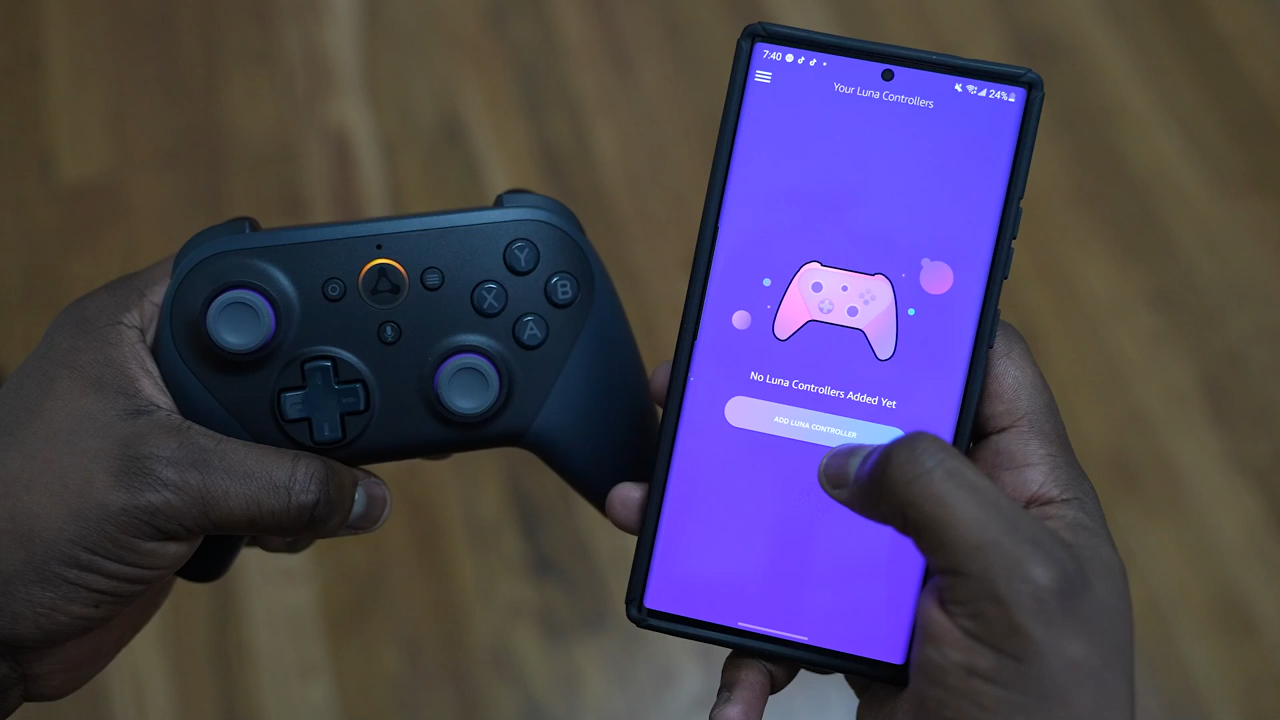 7:40
24%
Your Luna Controllers
No Luna Controllers Added Yet
ADD LUNA CONTROLLER
Y
X
B
A